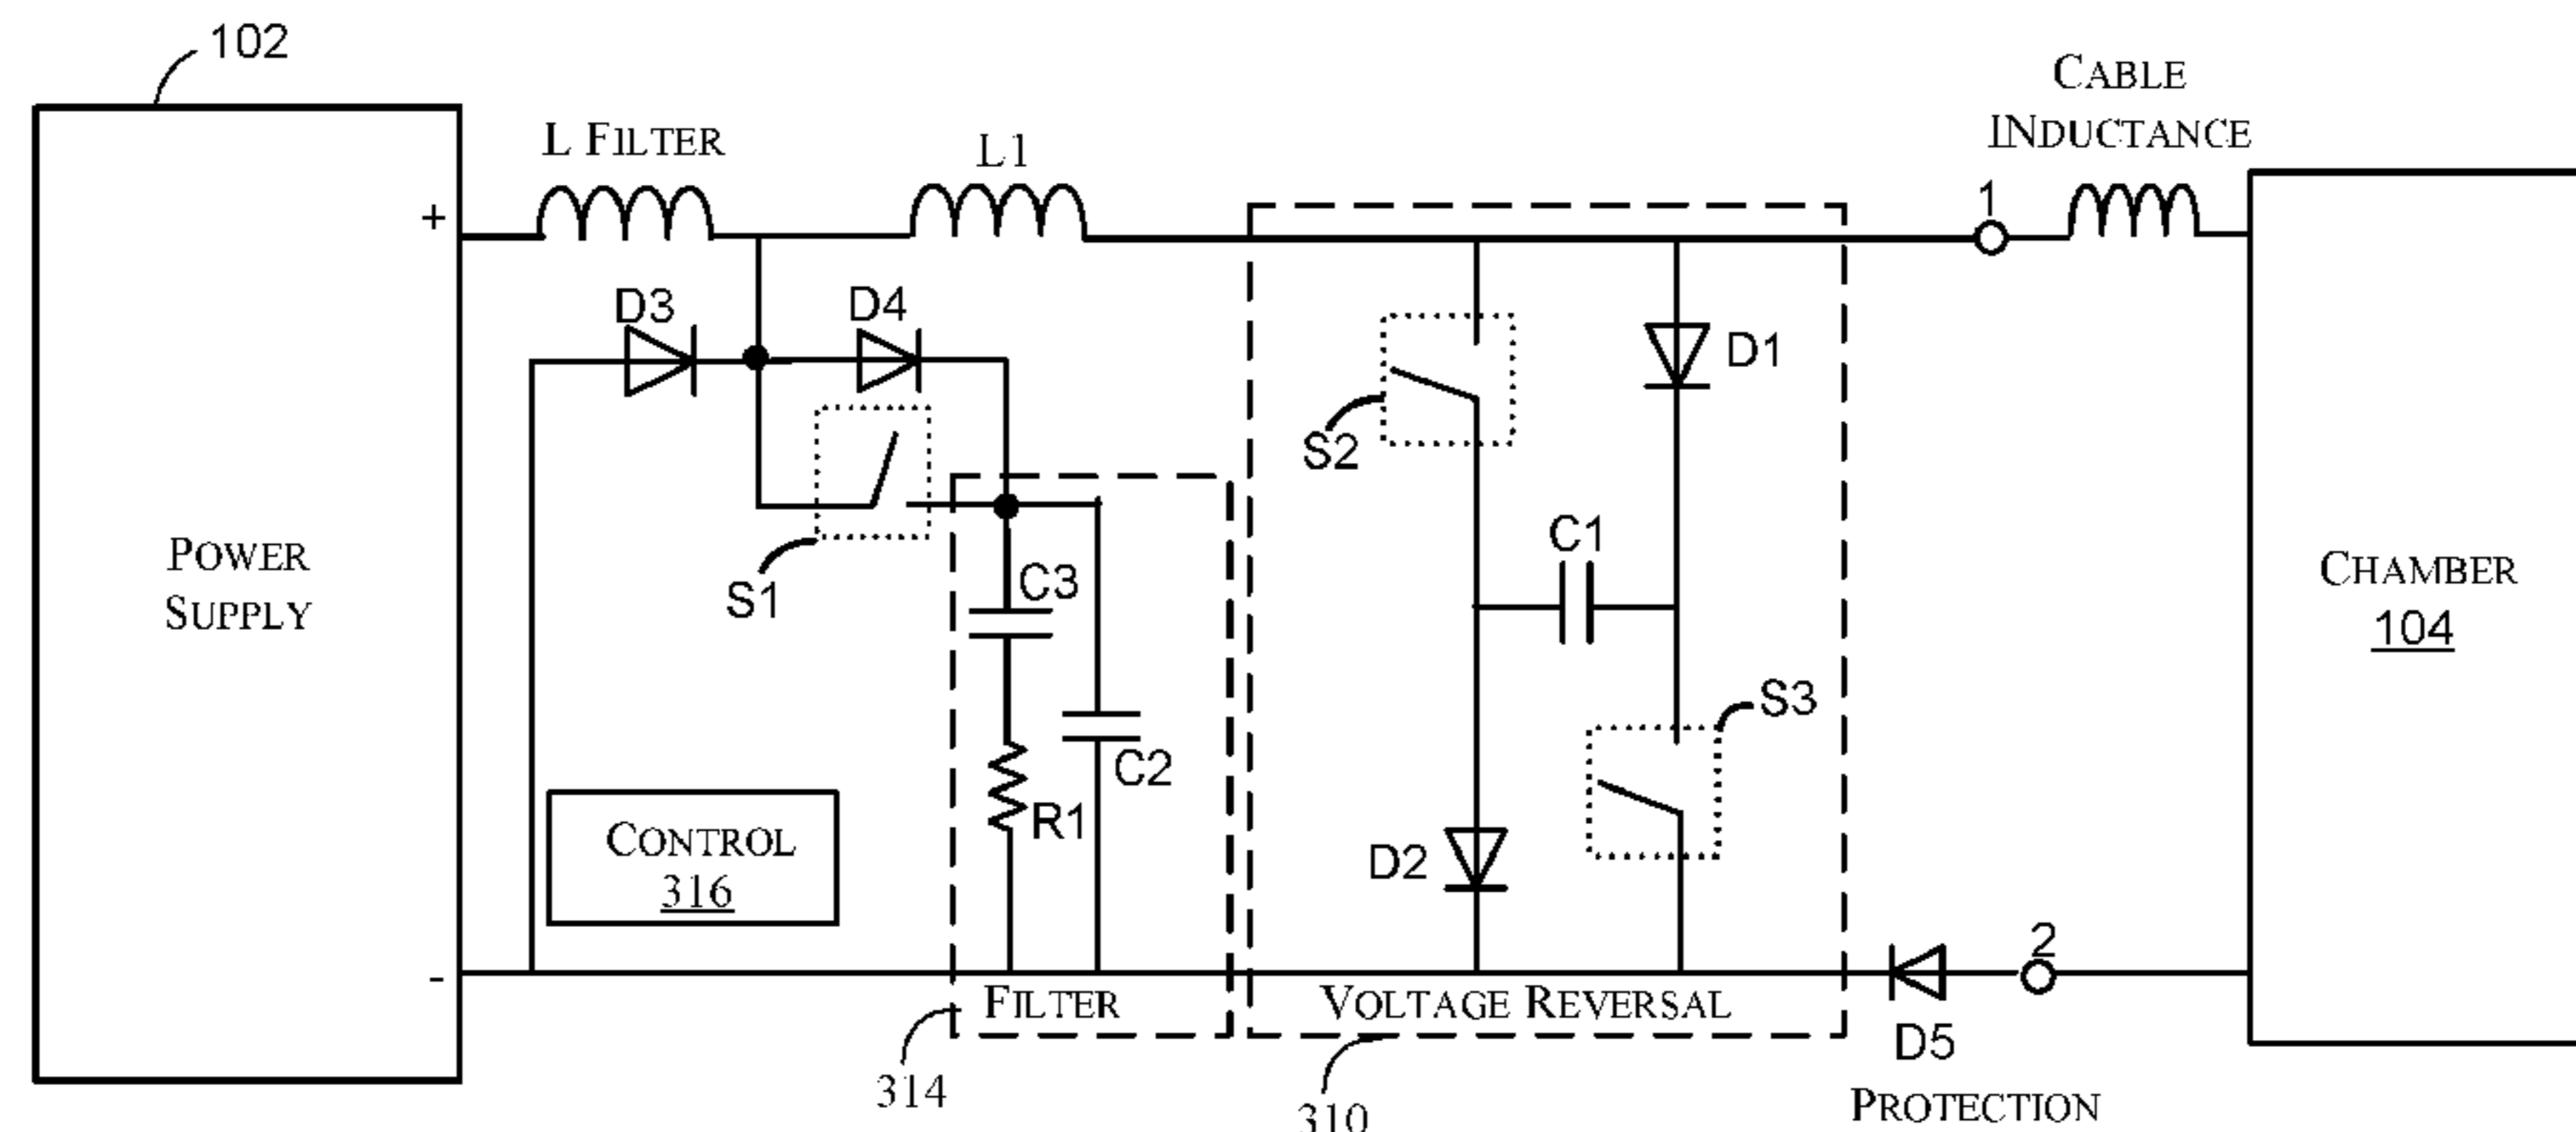 102
CABLE
INDUCTANCE
L FILTER
L1
1
+
D3
D4
D1
S2
C1
POWER
SUPPLY
S1
C3
CHAMBER
104
S3
C2
R1
CONTROL
316
D2
2
-
FILTER
VOLTAGE REVERSAL
D5
314
310
PROTECTION